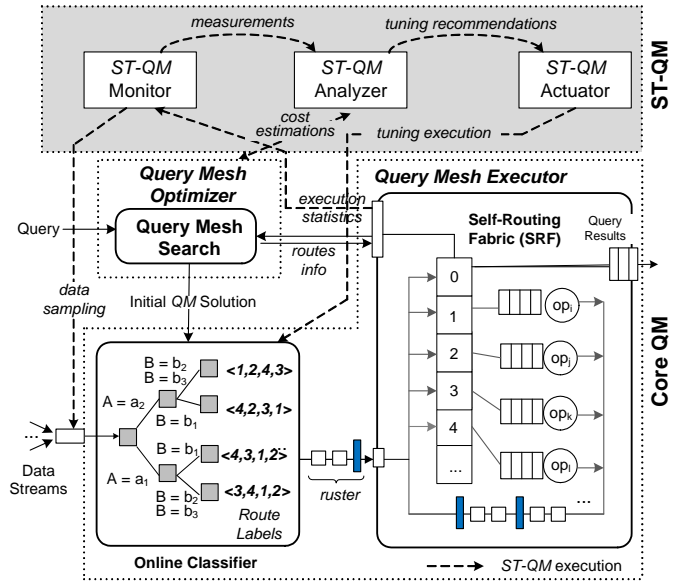 measurements
tuning recommendations
ST-QM
Monitor
ST-QM
Analyzer
ST-QM
Actuator
ST-QM
cost
estimations
tuning execution
Query Mesh
Optimizer
Query Mesh Executor
Query
Query Mesh
Search
execution
statistics
routes
info
Self-Routing
Fabric (SRF)
Query
Results
data
sampling
Initial QM Solution
0
1
2
3
4
...
op i
op j
op k
op l
...
Core QM
B = b2
B = b3
<1,2,4,3>
A = a2
<4,2,3,1>
B = b1
B = b1
<4,3,1,2>
...
A = a1
B = b2
B = b3
<3,4,1,2>
Route
Labels
...
Data
Streams
ruster
Online Classifier
ST-QM execution